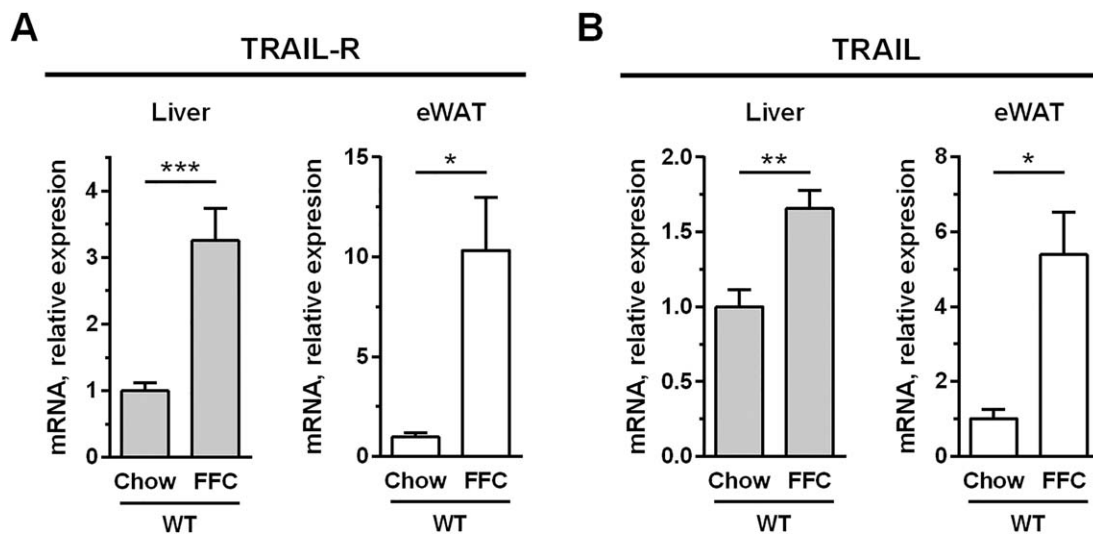 A
TRAIL-R
Liver
mRNA, relative expression
4
3
2
1
0
***
Chow FFC
WT
eWAT
mRNA, relative expression
15
10
5
0
*
Chow FFC
WT
B
TRAIL
Liver
mRNA, relative expresion
2.0
1.5
1.0
0.5
0.0
**
Chow FFC
WT
eWAT
mRNA, relative expresion
8
6
4
2
0
*
Chow FFC
WT